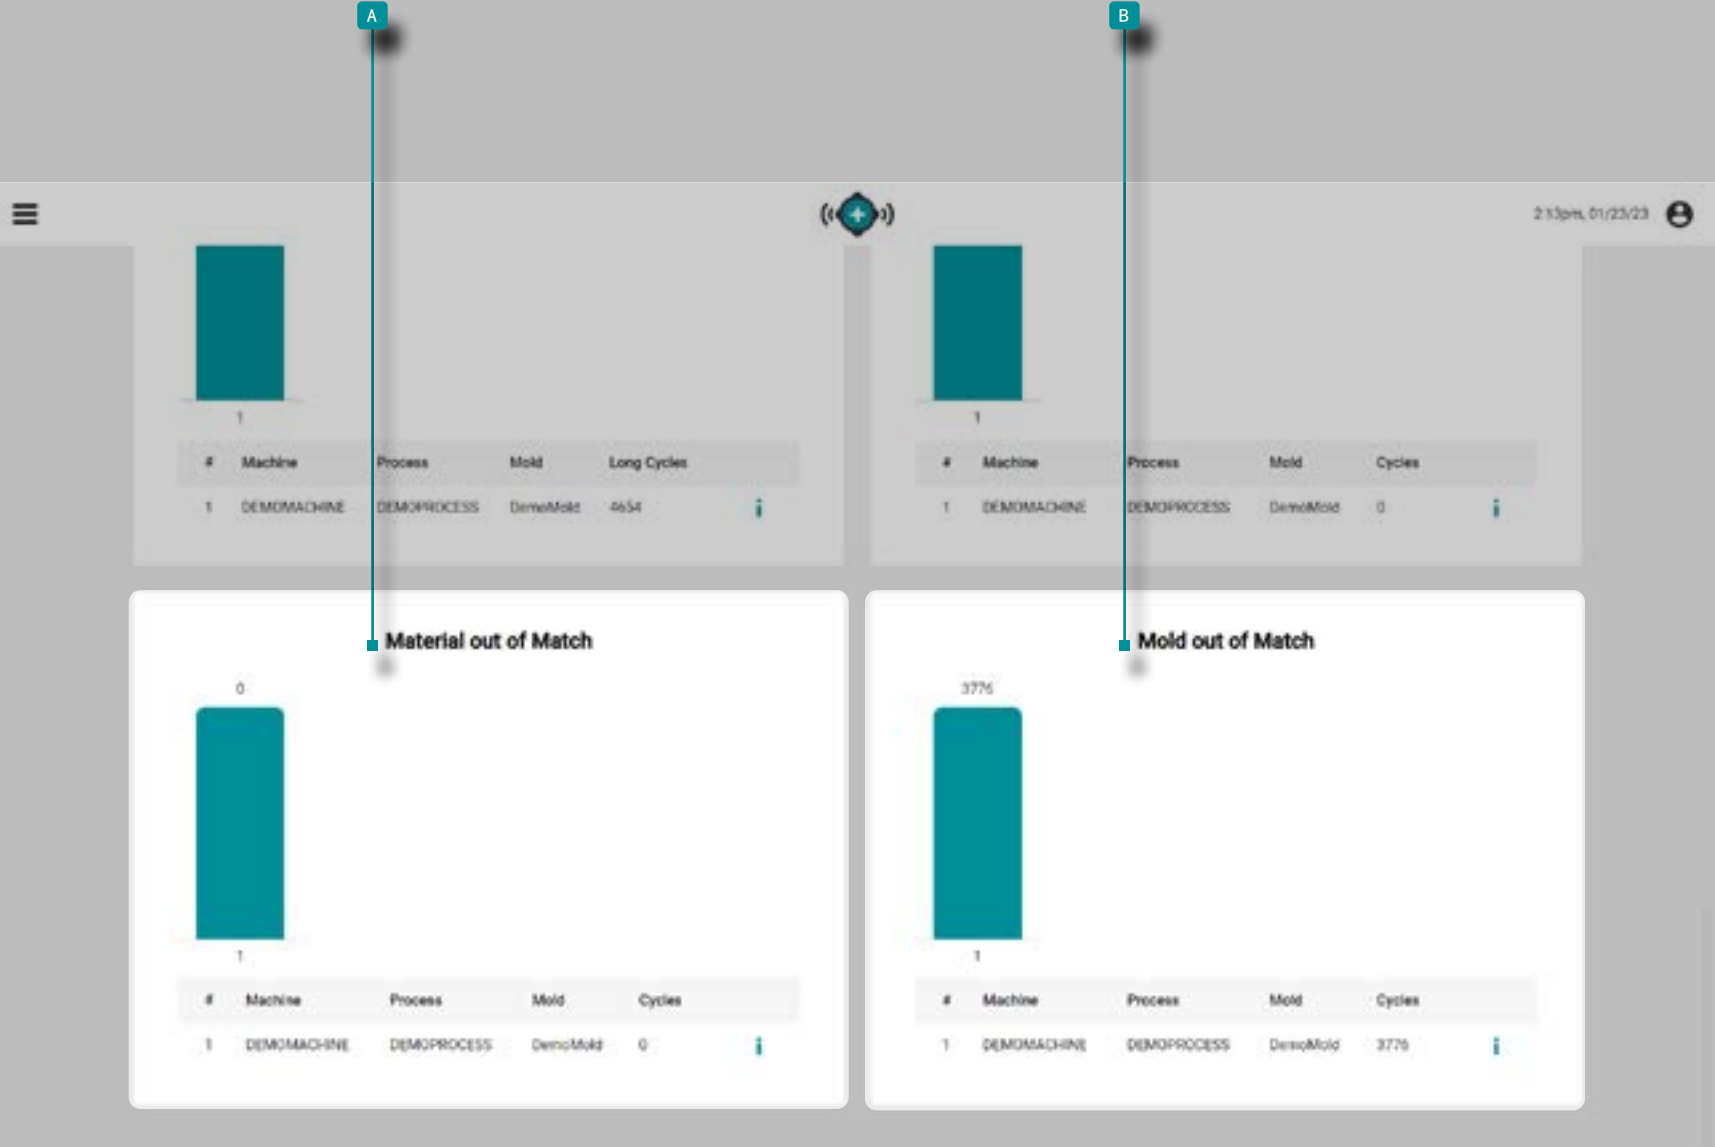 A B
2:13pm, 01/23/23
1 1
# Machine Process Mold Long Cycles # Machine Process Mold Cycles
1 DEMOMACHINE DEMOPROCESS DemoMold 4654 i 1 DEMOMACHINE DEMOPROCESS DemoMold 0 i
Material out of Match Mold out of Match
0 3776
1 1
# Machine Process Mold Cycles # Machine Process Mold Cycles
1 DEMOMACHINE DEMOPROCESS DemoMold 0 i 1 DEMOMACHINE DEMOPROCESS DemoMold 3776 i